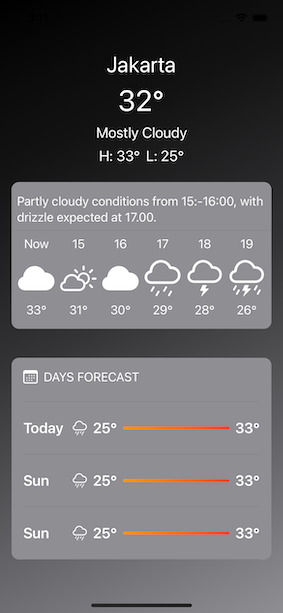 Jakarta
32°
Mostly Cloudy
H: 33° L: 25°
Partly cloudy conditions from 15:-16:00, with
drizzle expected at 17.00.
Now 15 16 17 18 19
33° 31° 30° 29° 28° 26°
DAYS FORECAST
Today 25° 33°
Sun 25° 33°
Sun 25° 33°